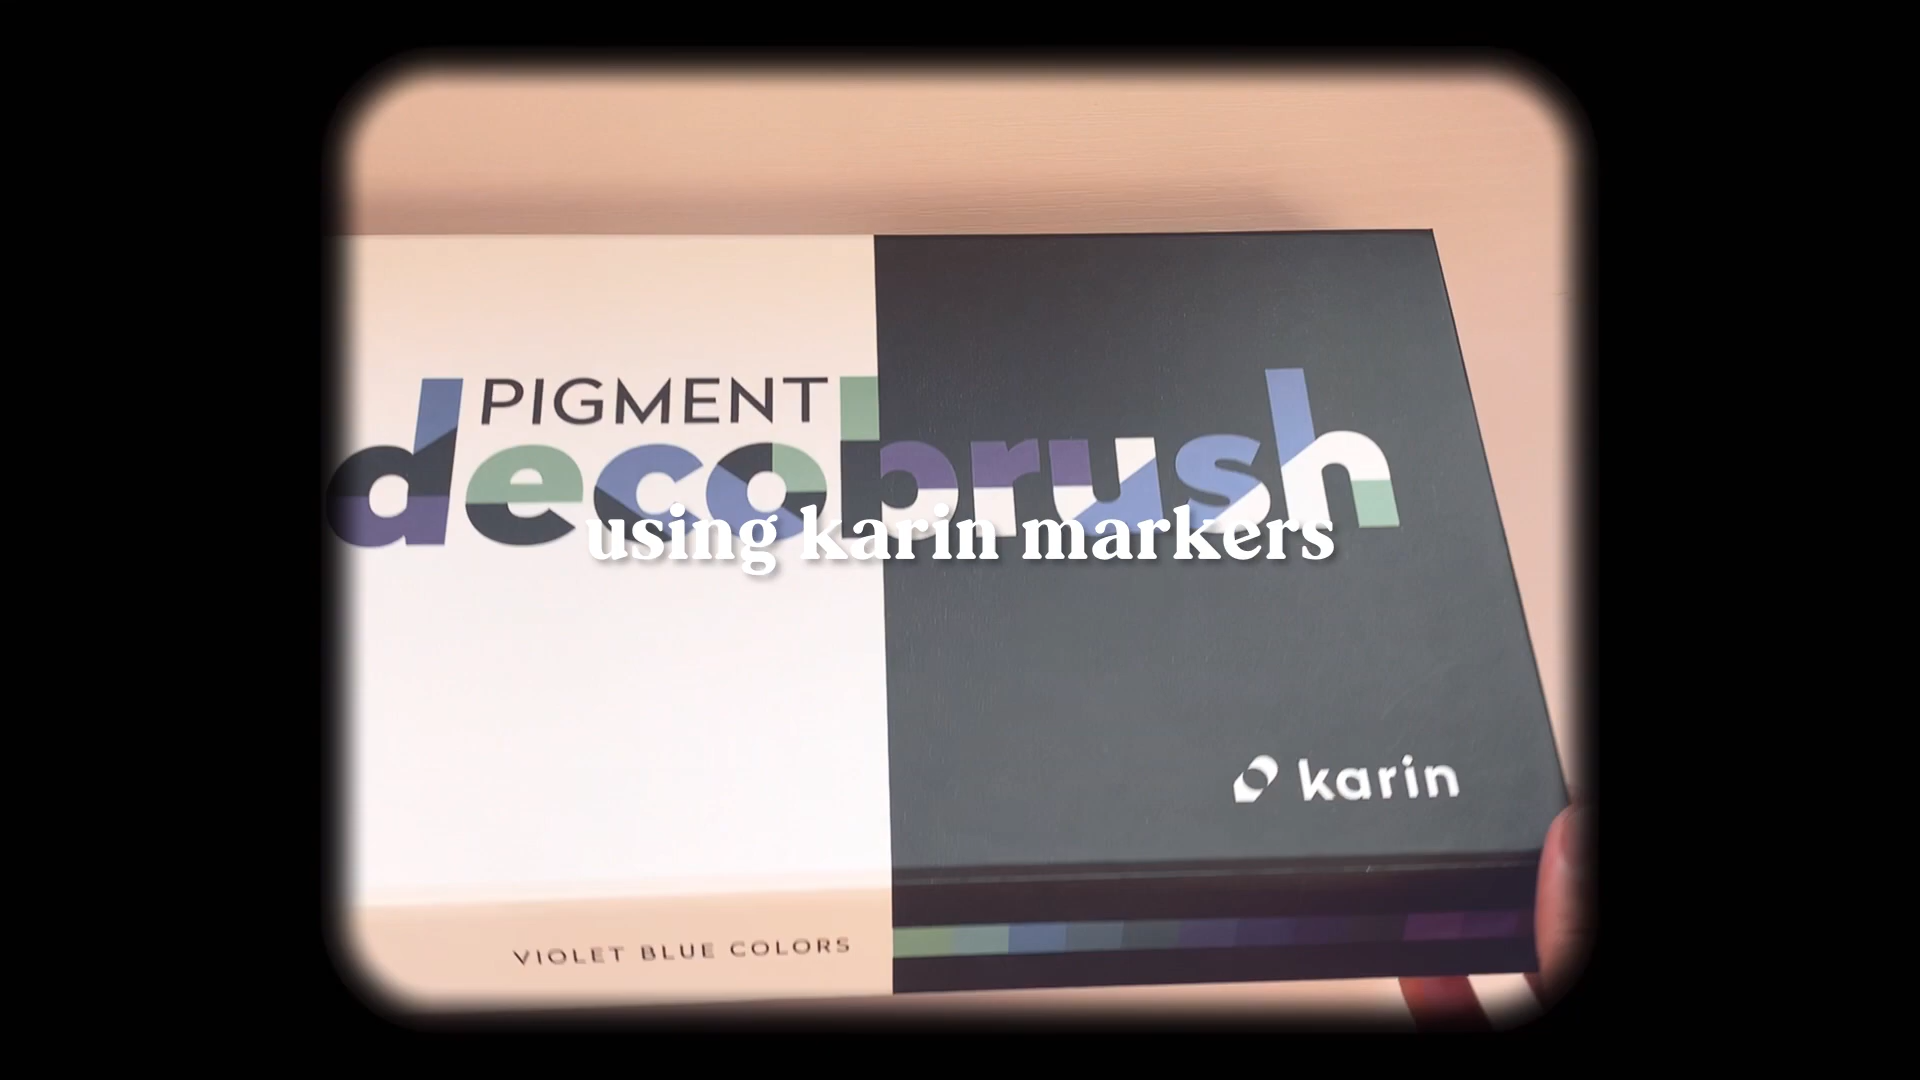 PIGMENT
decobrush
using karin markers
karin
VIOLET BLUE COLORS